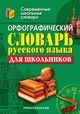 Современные
школьные
словари
ОРФОГРАФИЧЕСКИЙ
СЛОВАРЬ
РУССКОГО ЯЗЫКА
ДЛЯ ШКОЛЬНИКОВ